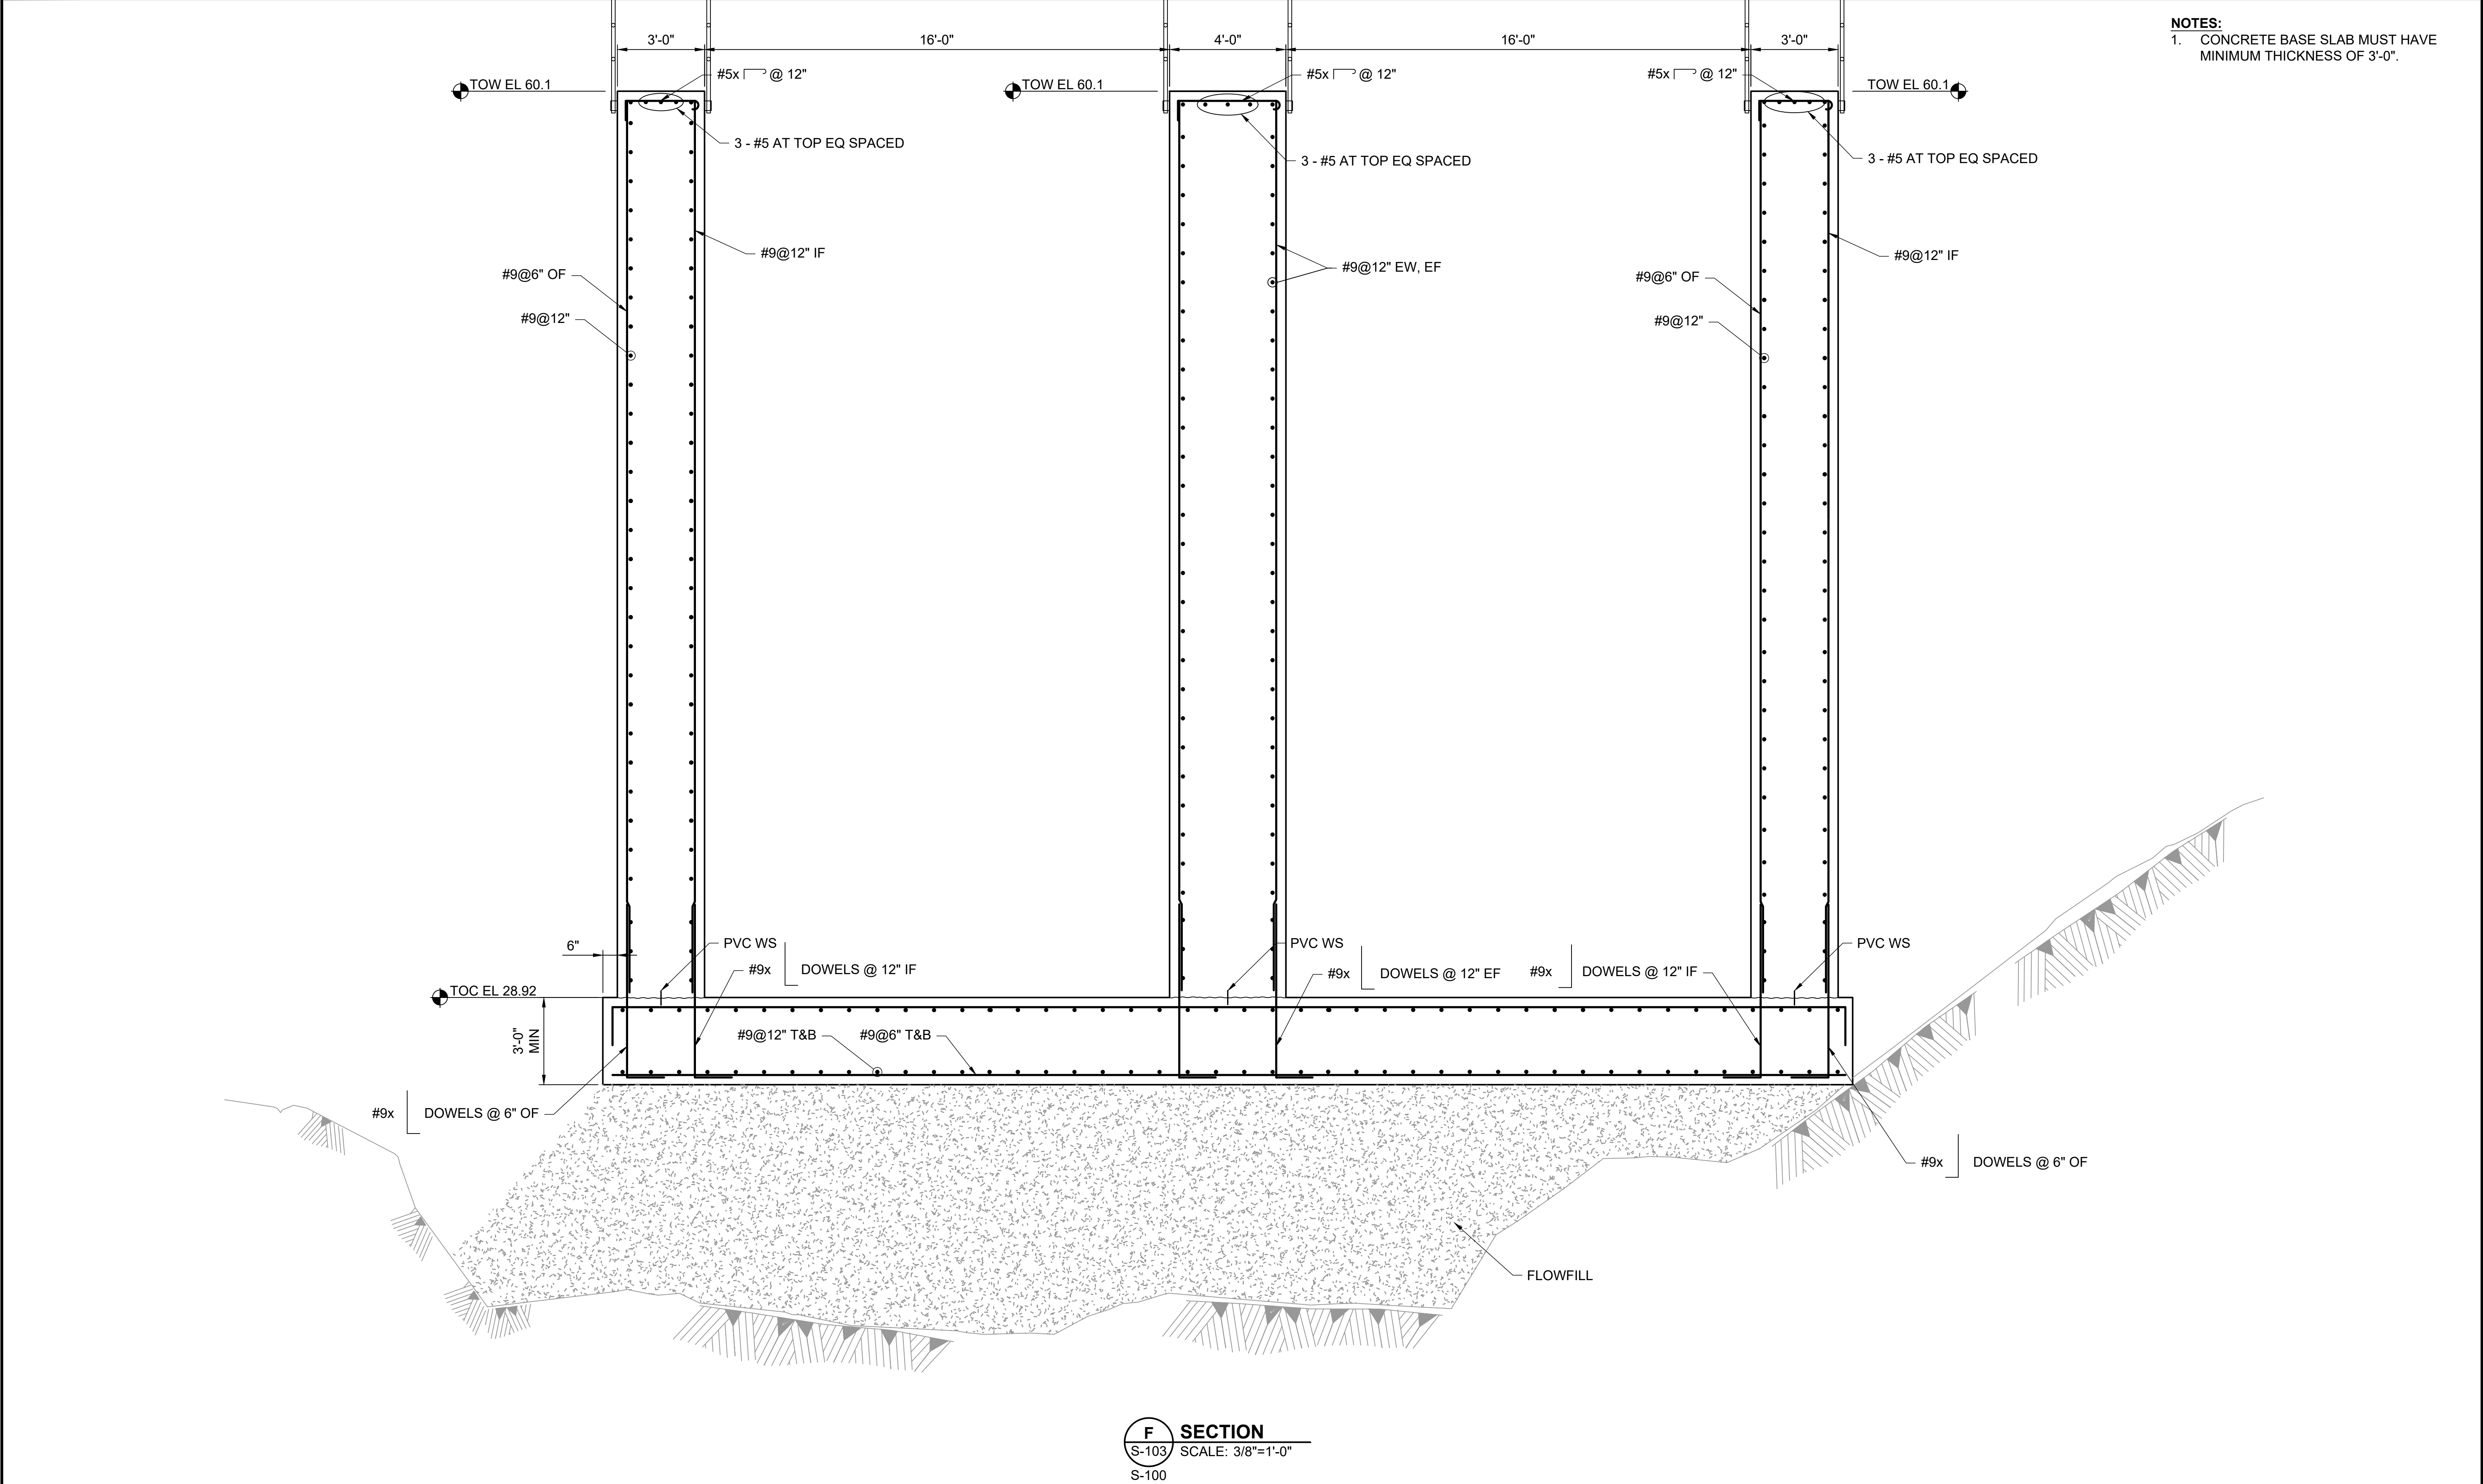 NOTES:
1. CONCRETE BASE SLAB MUST HAVE
MINIMUM THICKNESS OF 3'-0".
3'-0"
16'-0"
4'-0"
16'-0"
3'-0"
#5x @ 12"
#5x @ 12"
#5x @ 12"
TOW EL 60.1
TOW EL 60.1
TOW EL 60.1
3 - #5 AT TOP EQ SPACED
3 - #5 AT TOP EQ SPACED
3 - #5 AT TOP EQ SPACED
#9@12" IF
#9@12" IF
#9@6" OF
#9@12" EW, EF
#9@6" OF
#9@12"
#9@12"
6"
PVC WS
PVC WS
PVC WS
#9x DOWELS @ 12" IF
#9x DOWELS @ 12" EF
#9x DOWELS @ 12" IF
TOC EL 28.92
3'-0"
MIN
#9@12" T&B
#9@6" T&B
#9x DOWELS @ 6" OF
#9x DOWELS @ 6" OF
FLOWFILL
F
S-103
S-100
SECTION
SCALE: 3/8"=1'-0"